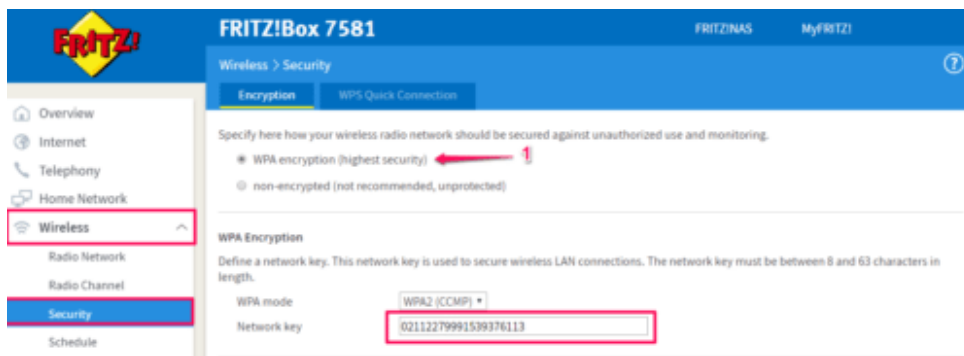 FRITZ!
FRITZ!Box 7581
FRITZ!NAS
MyFRITZ!
Wireless > Security
?
Encryption
WPS Quick Connection
Overview
Internet
Telephony
Home Network
Wireless
Radio Network
Radio Channel
Security
Schedule
Specify here how your wireless radio network should be secured against unauthorized use and monitoring.
WPA encryption (highest security)
1
non-encrypted (not recommended, unprotected)
WPA Encryption
Define a network key. This network key is used to secure wireless LAN connections. The network key must be between 8 and 63 characters in
length.
WPA mode WPA2 (CCMP)
Network key 02112279991539376113